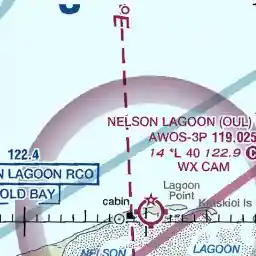 E
NELSON LAGOON (OUL)
AWOS-3P 119.025
14 *L 40 122.9 C
WX CAM
122.4
N LAGOON RCO
OLD BAY
Lagoon
Point
cabin
Kritskoi Is
NELSON
LAGOON